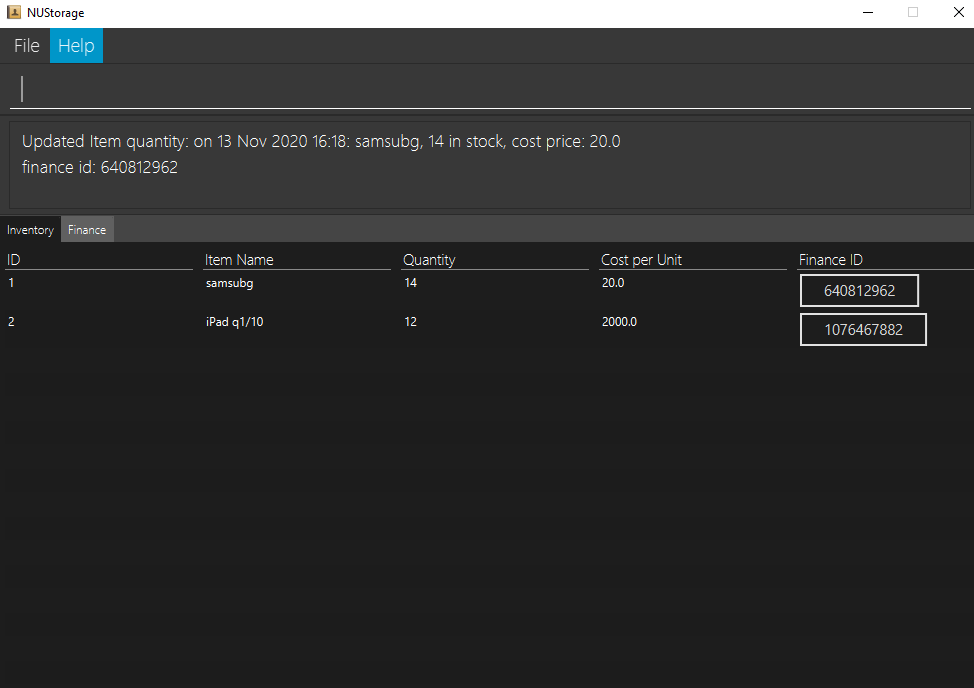 NUStorage
File Help
Updated Item quantity: on 13 Nov 2020 16:18: samsubg, 14 in stock, cost price: 20.0
finance id: 640812962
Inventory Finance
ID Item Name Quantity Cost per Unit Finance ID
1 samsubg 14 20.0 640812962
2 iPad q1/10 12 2000.0 1076467882